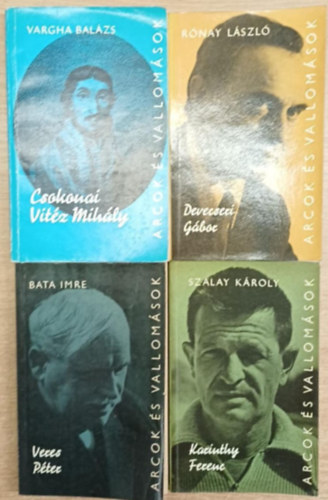 VARGHA BALÁZS
Csokonai
Vitéz Mihály
ARCOK ÉS VALLOMÁSOK
RÓNAY LÁSZLÓ
Devecseri
Gábor
ARCOK ÉS VALLOMÁSOK
BATA IMRE
Veres
Péter
ARCOK ÉS VALLOMÁSOK
SZALAY KÁROLY
Karinthy
Ferenc
ARCOK ÉS VALLOMÁSOK